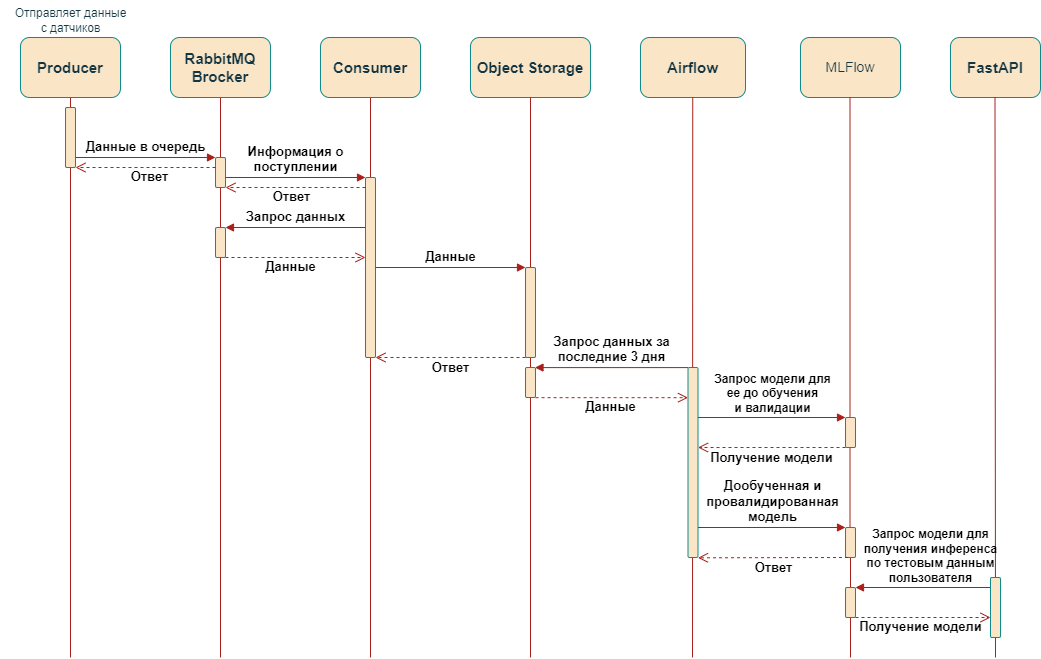 Отправляет данные
с датчиков
Producer
RabbitMQ
Brocker
Consumer
Object Storage
Airflow
MLFlow
FastAPI
Данные в очередь
Ответ
Информация о
поступлении
Ответ
Запрос данных
Данные
Данные
Ответ
Запрос данных за
последние 3 дня
Данные
Запрос модели для
ее до обучения
и валидации
Получение модели
Дообученная и
провалидированная
модель
Ответ
Запрос модели для
получения инференса
по тестовым данным
пользователя
Получение модели